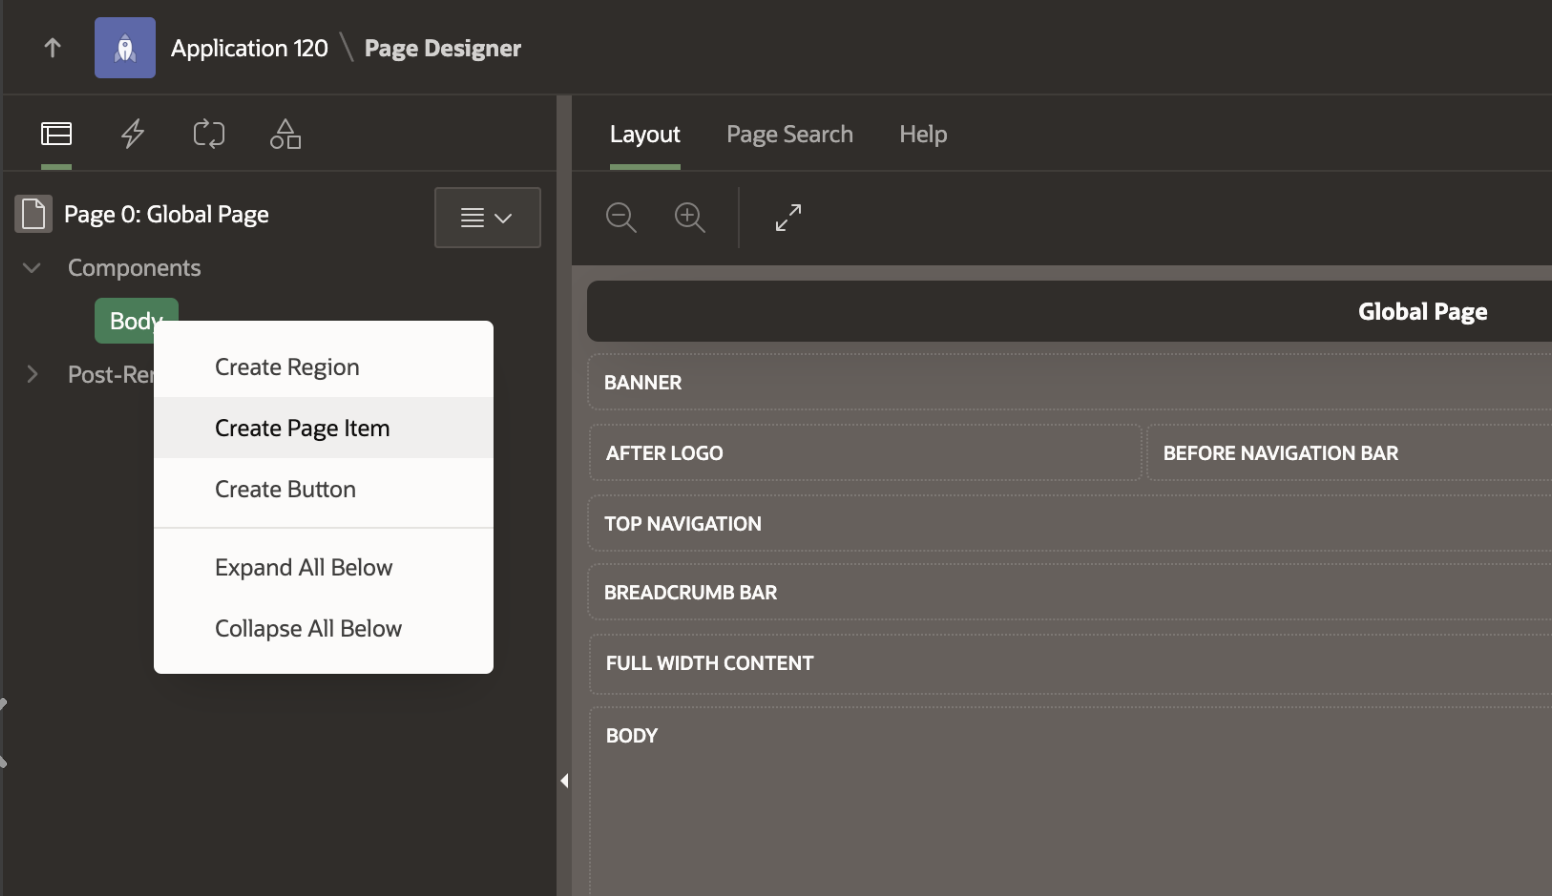 Application 120 \ Page Designer
Layout Page Search Help
Page 0: Global Page
Components
Body
Post-Rer
Create Region
Create Page Item
Create Button
Expand All Below
Collapse All Below
Global Page
BANNER
AFTER LOGO
BEFORE NAVIGATION BAR
TOP NAVIGATION
BREADCRUMB BAR
FULL WIDTH CONTENT
BODY